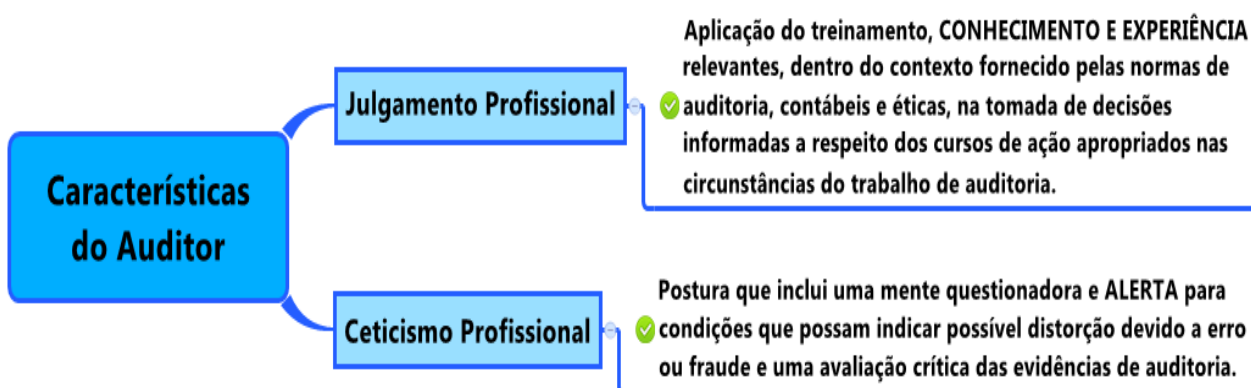 Características
do Auditor
Julgamento Profissional
Aplicação do treinamento, CONHECIMENTO E EXPERIÊNCIA
relevantes, dentro do contexto fornecido pelas normas de
auditoria, contábeis e éticas, na tomada de decisões
informadas a respeito dos cursos de ação apropriados nas
circunstâncias do trabalho de auditoria.
Ceticismo Profissional
Postura que inclui uma mente questionadora e ALERTA para
condições que possam indicar possível distorção devido a erro
ou fraude e uma avaliação crítica das evidências de auditoria.